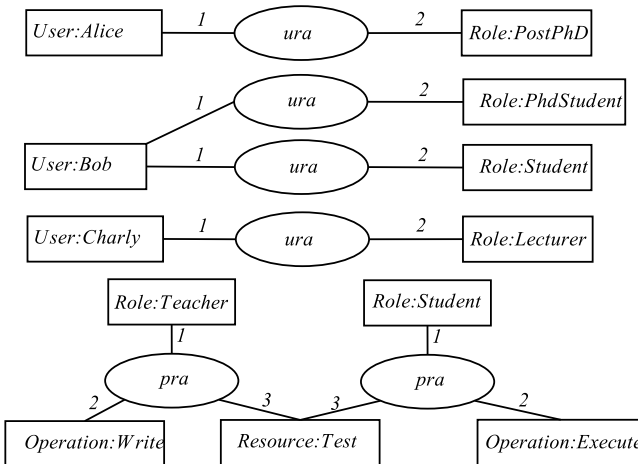 User:Alice 1 ura 2 Role:PostPhD
1 ura 2 Role:PhdStudent
User:Bob 1 ura 2 Role:Student
User:Charly 1 ura 2 Role:Lecturer
Role:Teacher Role:Student
1 1
pra pra
2 3 3 2
Operation:Write Resource:Test Operation:Execute